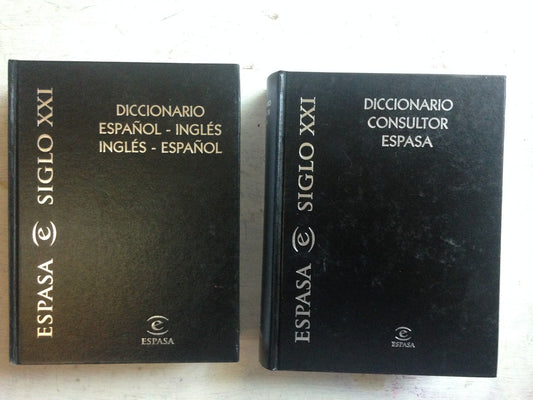 ESPASA e SIGLO XXI
DICCIONARIO
ESPAÑOL - INGLÉS
INGLÉS - ESPAÑOL
e
ESPASA
ESPASA e SIGLO XXI
DICCIONARIO
CONSULTOR
ESPASA
e
ESPASA